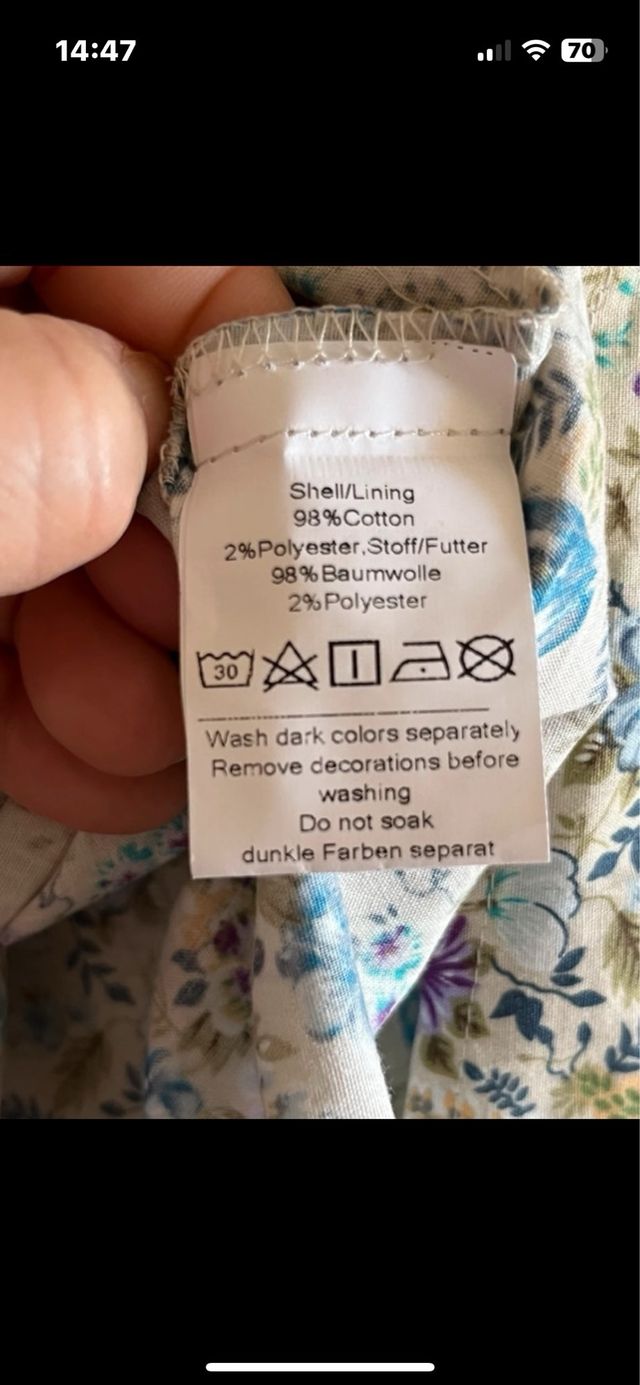 14:47
70
Shell/Lining
98%Cotton
2%Polyester,Stoff/Futter
98%Baumwolle
2%Polyester
30
Wash dark colors separately
Remove decorations before
washing
Do not soak
dunkle Farben separat